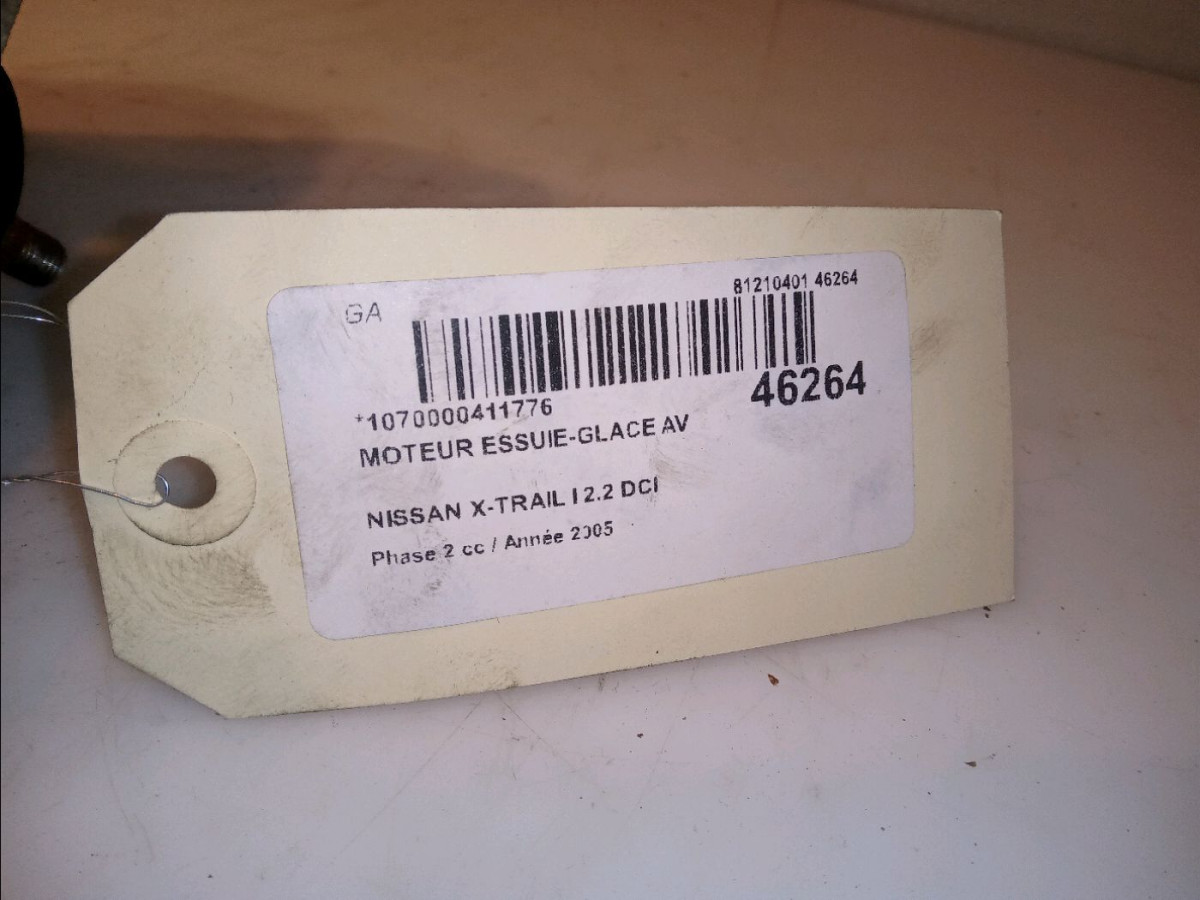 81210401 46264
GA
46264
*1070000411776
MOTEUR ESSUIE-GLACE AV
NISSAN X-TRAIL I 2.2 DCI
Phase 2 cc / Année 2005